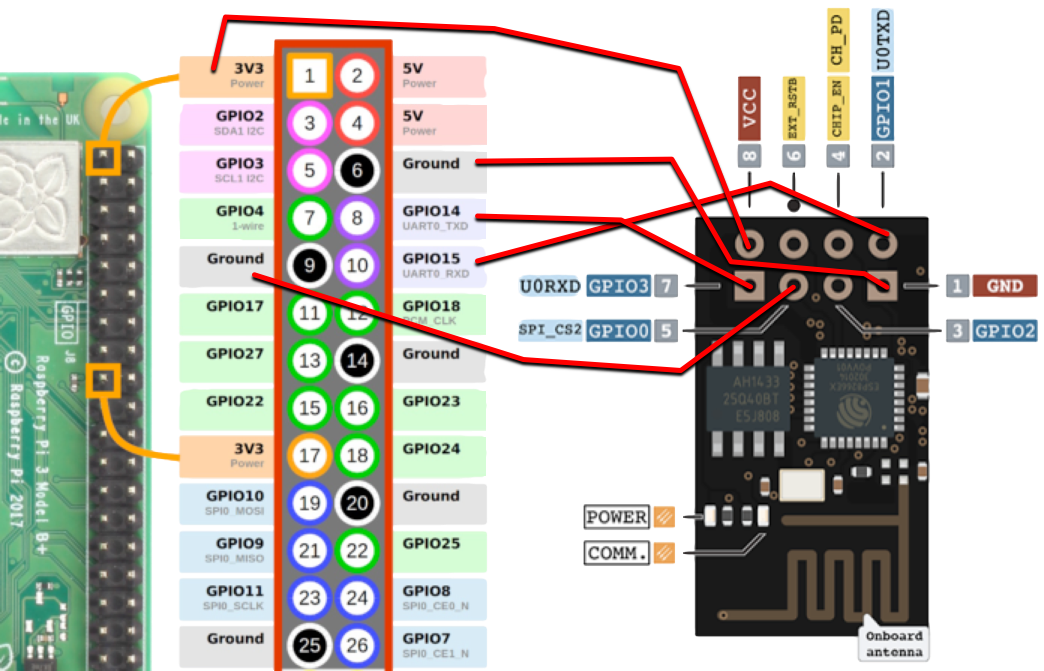 de in the UK
GPIO
J8
Raspberry Pi 3 Model B+
© Raspberry Pi 2017
3V3
Power
1
2
5V
Power
GPIO2
SDA1 I2C
3
4
5V
Power
GPIO3
SCL1 I2C
5
6
Ground
GPIO4
1-wire
7
8
GPIO14
UART0_TXD
Ground
9
10
GPIO15
UART0_RXD
GPIO17
11
12
GPIO18
PCM_CLK
GPIO27
13
14
Ground
GPIO22
15
16
GPIO23
3V3
Power
17
18
GPIO24
GPIO10
SPI0_MOSI
19
20
Ground
GPIO9
SPI0_MISO
21
22
GPIO25
GPIO11
SPI0_SCLK
23
24
GPIO8
SPI0_CE0_N
Ground
25
26
GPIO7
SPI0_CE1_N
8 VCC
6 EXT_RSTB
4 CHIP_EN CH_PD
2 GPIO1 U0TXD
U0RXD GPIO3 7
SPI_CS2 GPIO0 5
1 GND
3 GPIO2
AH1433
25Q40BT
E5J808
ESP8266EX
POWER
COMM.
Onboard
antenna